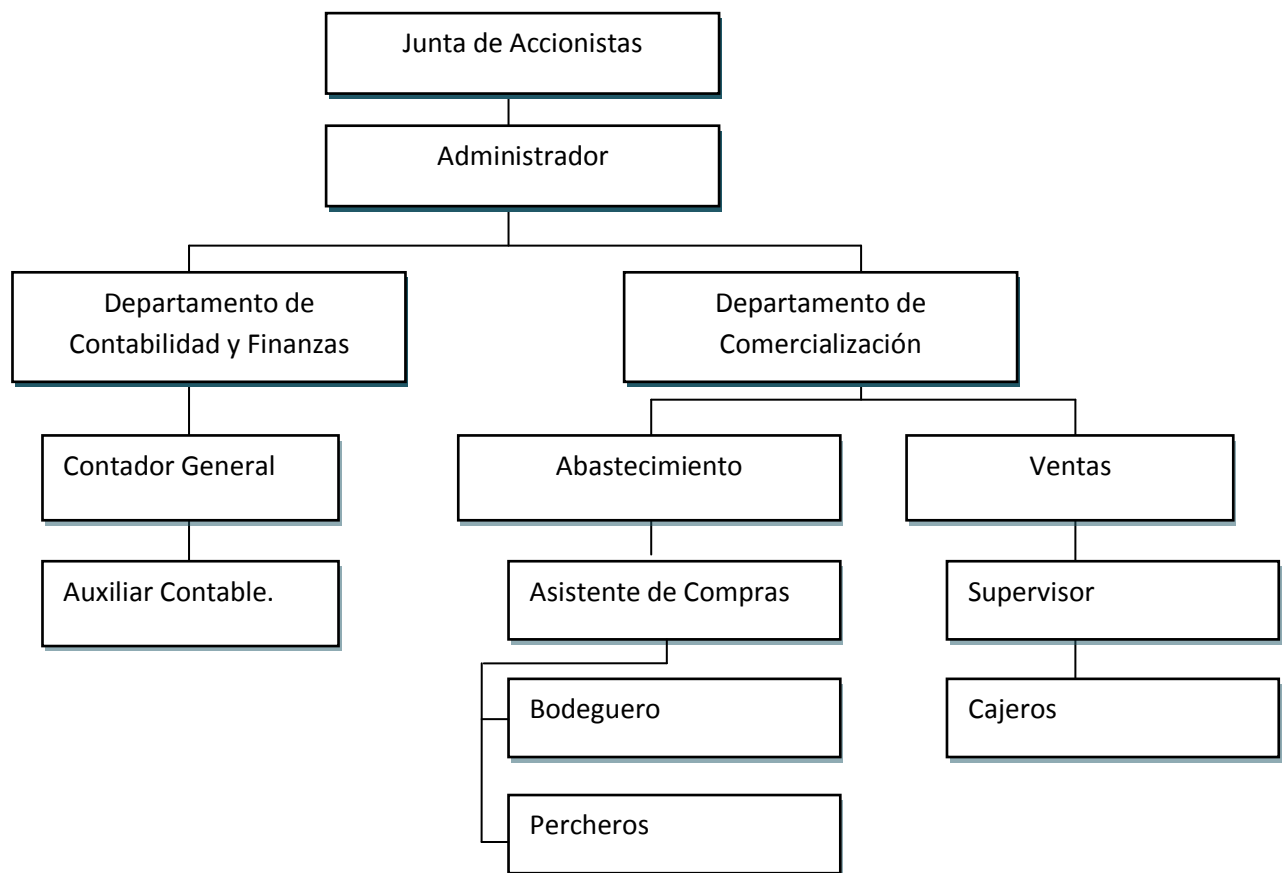 Junta de Accionistas
Administrador
Departamento de
Contabilidad y Finanzas
Departamento de
Comercialización
Contador General
Abastecimiento
Ventas
Auxiliar Contable.
Asistente de Compras
Supervisor
Bodeguero
Cajeros
Percheros